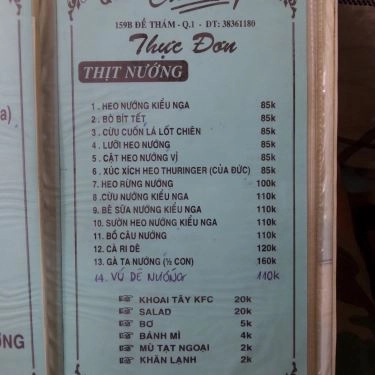 159B ĐỀ THÁM - Q.1 - ĐT: 38361180
Thực Đơn
THỊT NƯỚNG
1 . HEO NƯỚNG KIỂU NGA 85k
2 . BÒ BÍT TẾT 85k
3 . CỪU CUỐN LÁ LỐT CHIÊN 85k
4 . LƯỠI HEO NƯỚNG 85k
5 . CẬT HEO NƯỚNG VỈ 85k
6 . XÚC XÍCH HEO THURINGER (CỦA ĐỨC) 85k
7 . HEO RỪNG NƯỚNG 100k
8 . CỪU NƯỚNG KIỂU NGA 110k
9 . BÊ SỮA NƯỚNG KIỂU NGA 110k
10 . SƯỜN HEO NƯỚNG KIỂU NGA 110k
11 . BỒ CÂU NƯỚNG 110k
12 . CÀ RI DÊ 120k
13 . GÀ TA NƯỚNG (½ CON) 160k
14. VÚ DÊ NƯỚNG 110k
KHOAI TÂY KFC 20k
SALAD 20k
BƠ 5k
BÁNH MÌ 4k
MÙ TẠT NGOẠI 2k
KHĂN LẠNH 2k